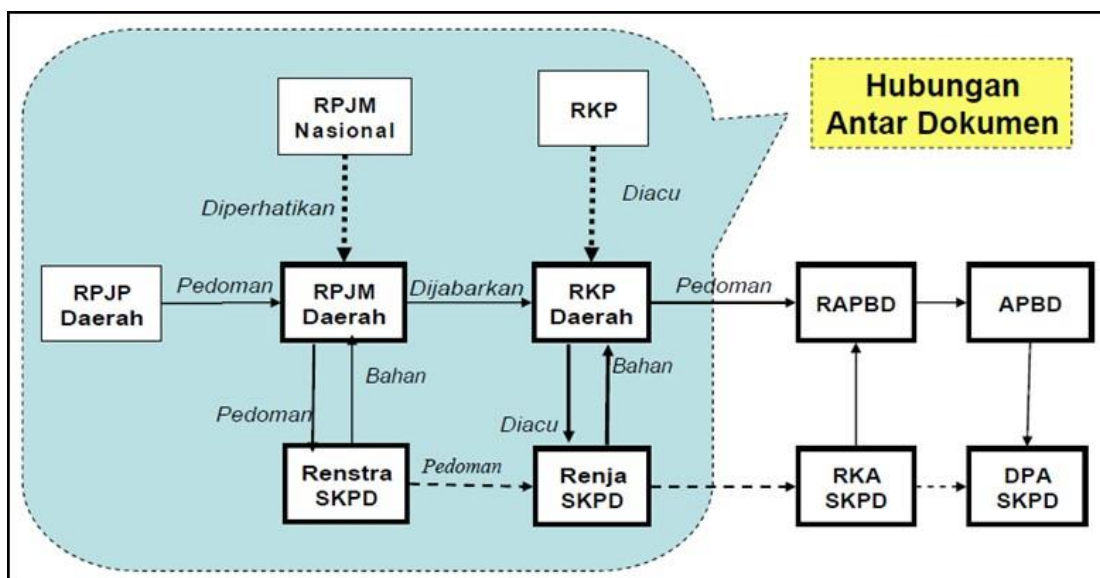 Hubungan
Antar Dokumen
RPJM
Nasional
RKP
Diperhatikan
Diacu
RPJP
Daerah
Pedoman
RPJM
Daerah
Dijabarkan
RKP
Daerah
Pedoman
RAPBD
APBD
Pedoman
Bahan
Diacu
Bahan
Renstra
SKPD
Pedoman
Renja
SKPD
RKA
SKPD
DPA
SKPD